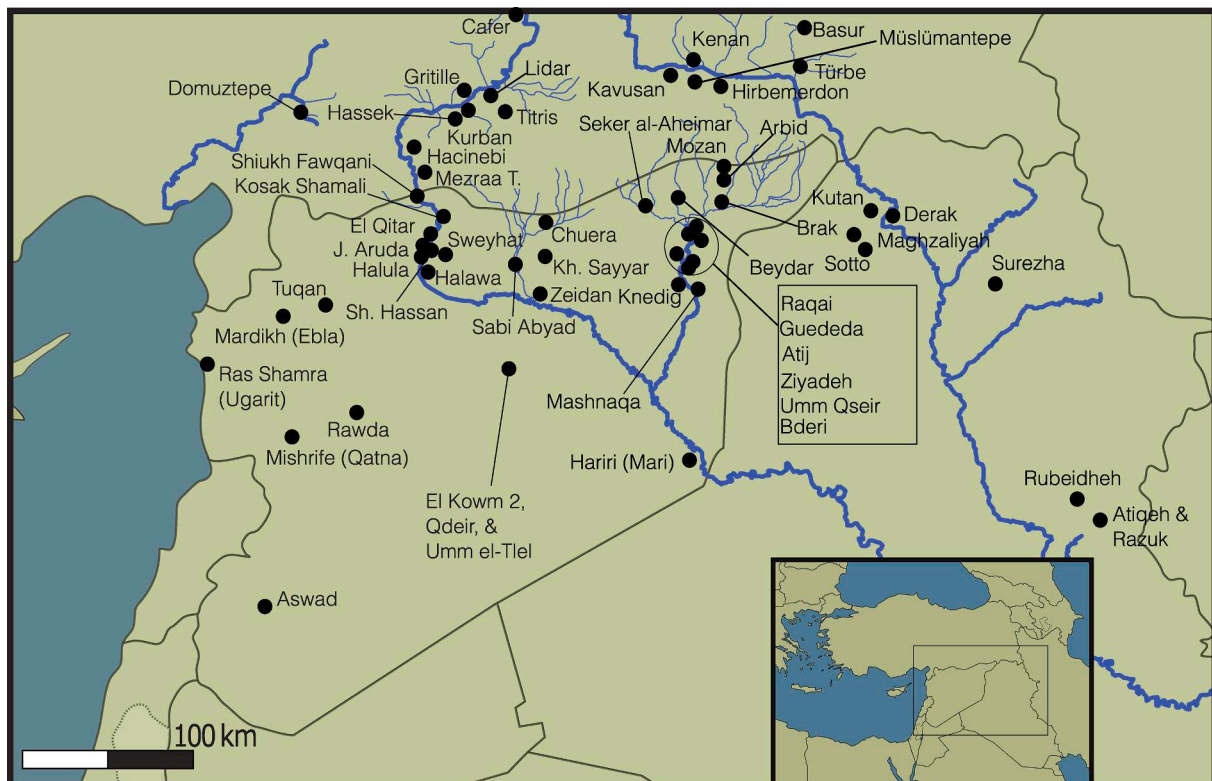 Cafer
Basur
Kenan
Müslümantepe
Lidar
Gritille
Türbe
Domuztepe
Kavusan
Hirbemerdon
Hassek
Titris
Seker al-Aheimar
Arbid
Kurban
Mozan
Hacinebi
Shiukh Fawqani
Mezraa T.
Kosak Shamali
Kutan
Derak
El Qitar
Chuera
Brak
Maghzaliyah
J. Aruda
Sweyhat
Sotto
Halula
Kh. Sayyar
Beydar
Surezha
Halawa
Tuqan
Zeidan
Knedig
Sh. Hassan
Sabi Abyad
Mardikh (Ebla)
Raqai
Guededa
Atij
Ziyadeh
Umm Qseir
Bderi
Ras Shamra
(Ugarit)
Mashnaqa
Rawda
Mishrife (Qatna)
Hariri (Mari)
El Kowm 2,
Qdeir, &
Umm el-Tlel
Rubeidheh
Atiqeh &
Razuk
Aswad
100 km